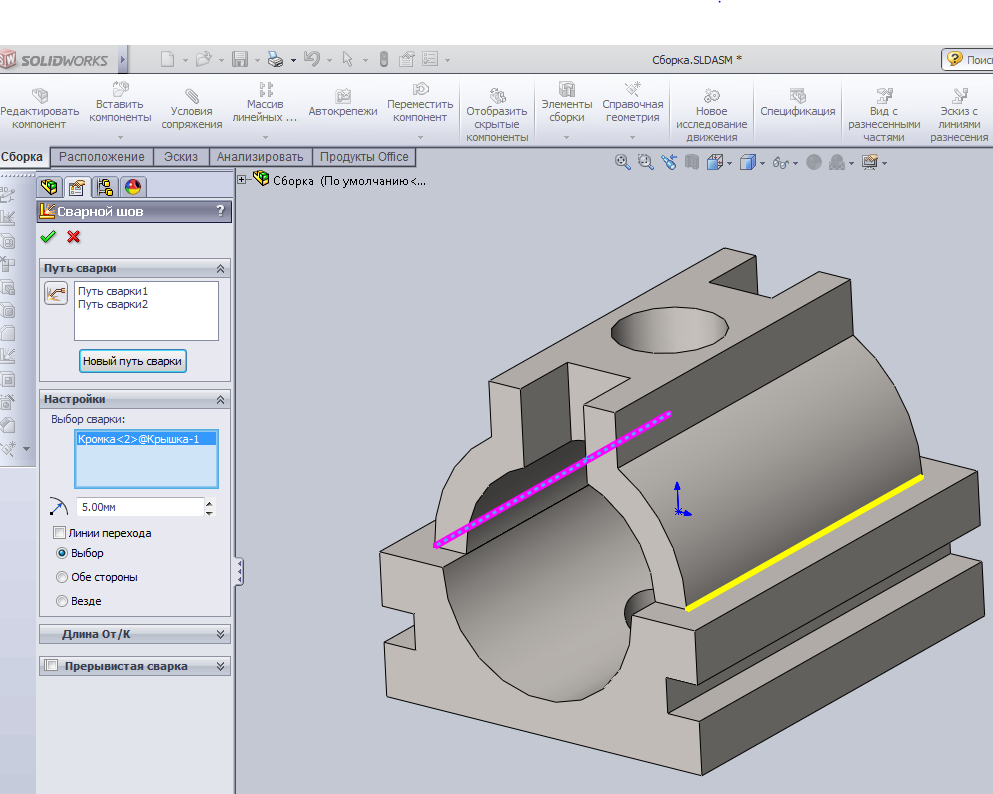 SOLIDWORKS
Сборка.SLDASM *
Поис
Редактировать компонент
Вставить компоненты
Условия сопряжения
Массив линейных ...
Автокрепежи
Переместить компонент
Отобразить скрытые компоненты
Элементы сборки
Справочная геометрия
Новое исследование движения
Спецификация
Вид с разнесенными частями
Эскиз с линиями разнесения
Сборка
Расположение
Эскиз
Анализировать
Продукты Office
Сборка (По умолчанию<...
Сварной шов
?
Путь сварки
Путь сварки1
Путь сварки2
Новый путь сварки
Настройки
Выбор сварки:
Кромка<2>@Крышка-1
5.00мм
Линии перехода
Выбор
Обе стороны
Везде
Длина От/К
Прерывистая сварка